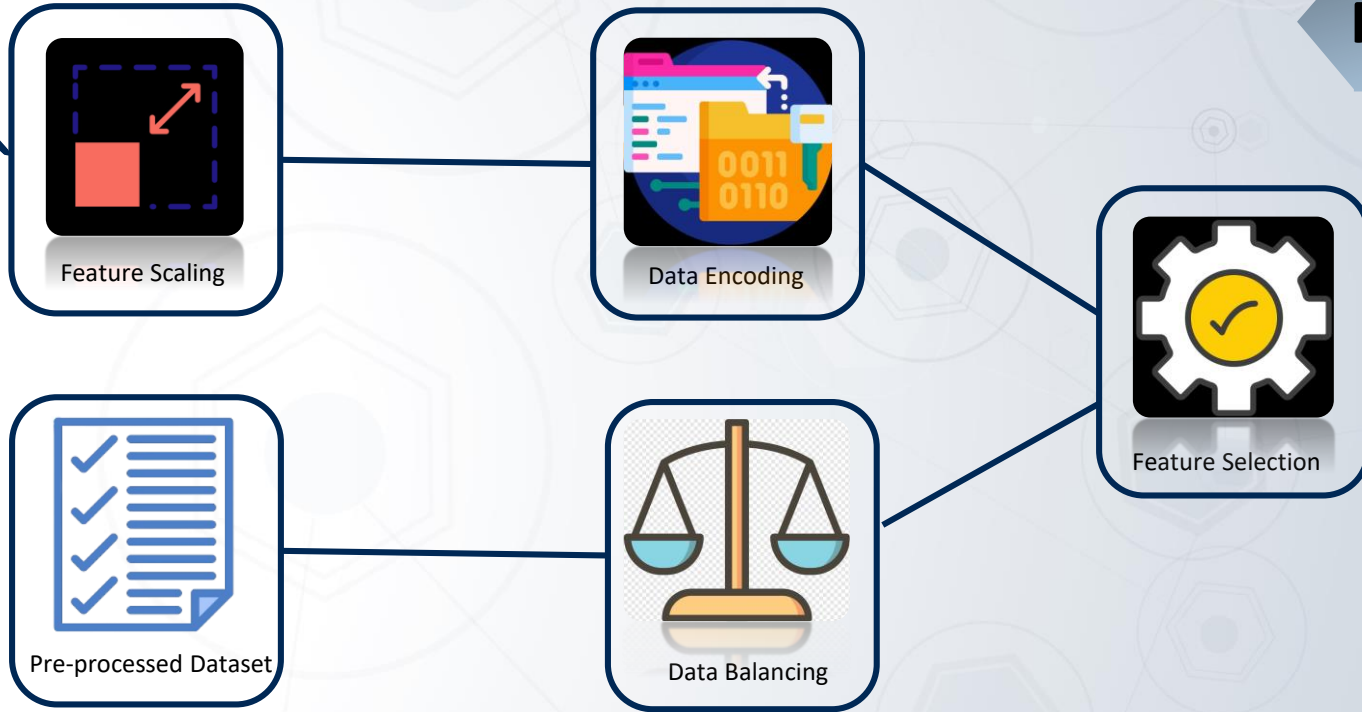 Feature Scaling
Data Encoding
0011
0110
Feature Selection
Pre-processed Dataset
Data Balancing